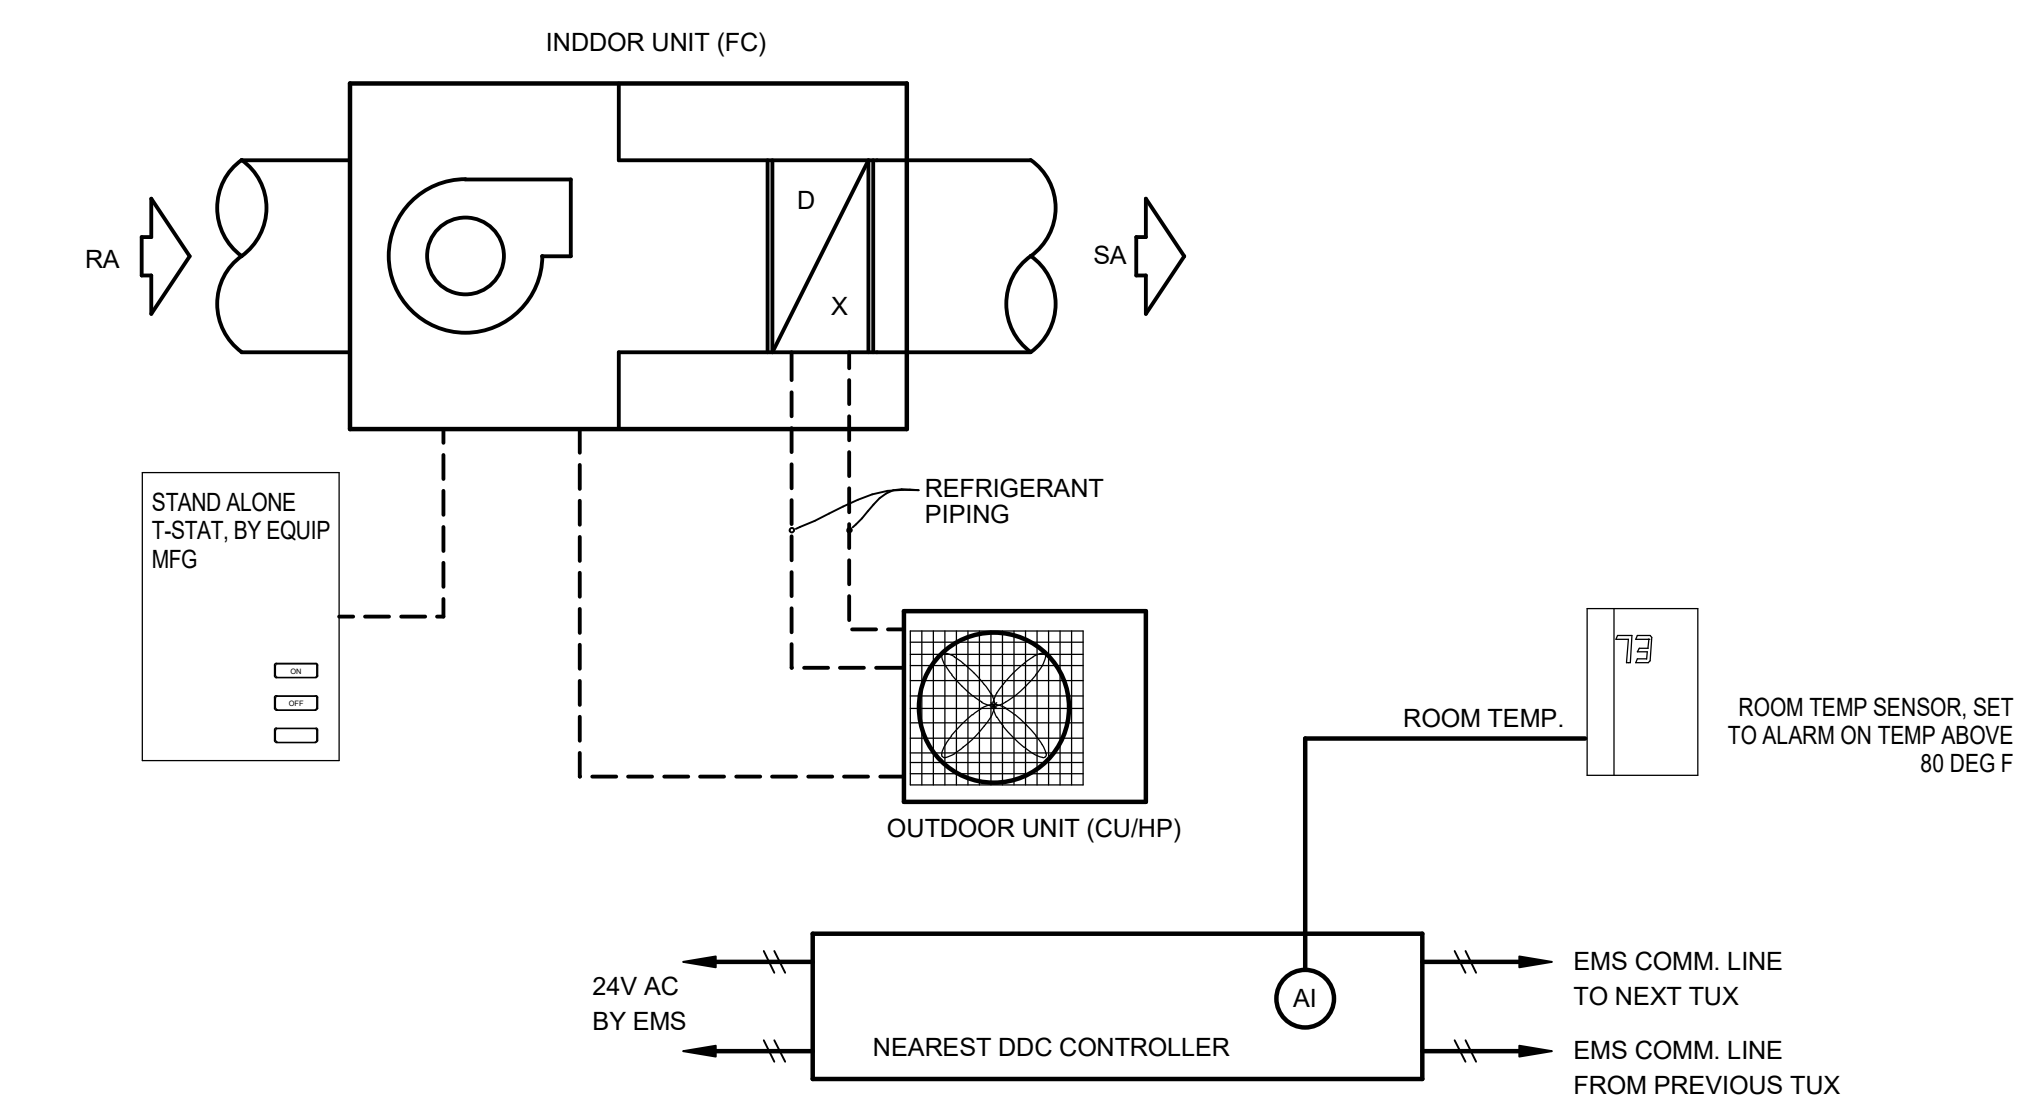 INDDOR UNIT (FC)
D
RA
SA
X
STAND ALONE
T-STAT, BY EQUIP
MFG
REFRIGERANT
PIPING
ON
OFF
73
ROOM TEMP.
ROOM TEMP SENSOR, SET
TO ALARM ON TEMP ABOVE
80 DEG F
OUTDOOR UNIT (CU/HP)
24V AC
BY EMS
AI
NEAREST DDC CONTROLLER
EMS COMM. LINE
TO NEXT TUX
EMS COMM. LINE
FROM PREVIOUS TUX